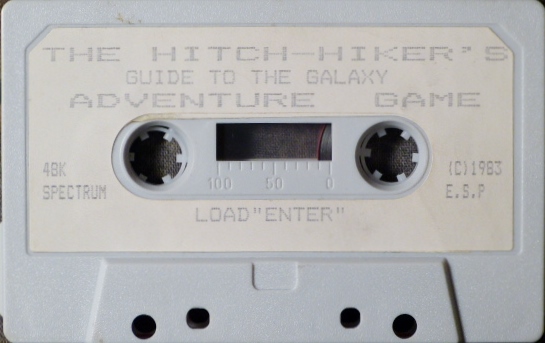 THE HITCH-HIKER'S
GUIDE TO THE GALAXY
ADVENTURE GAME
48K
SPECTRUM
100 50 0
(C)1983
E.S.P
LOAD"ENTER"